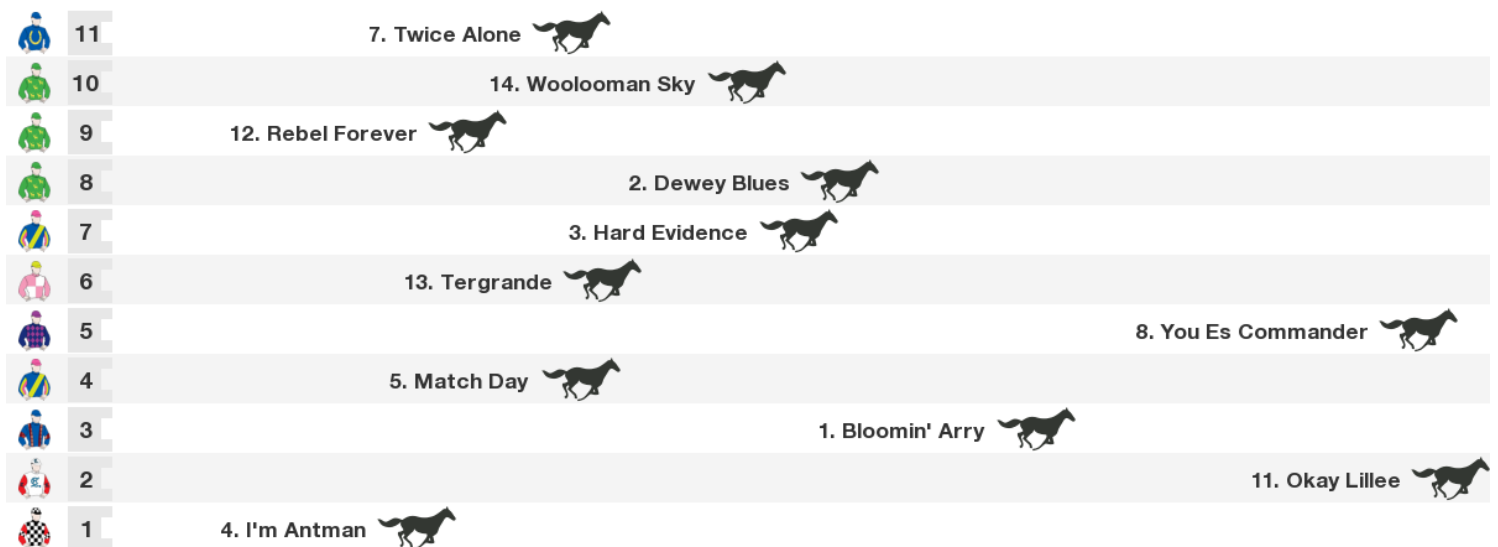 11 7. Twice Alone
10 14. Woolooman Sky
9 12. Rebel Forever
8 2. Dewey Blues
7 3. Hard Evidence
6 13. Tergrande
5 8. You Es Commander
4 5. Match Day
3 1. Bloomin' Arry
2 11. Okay Lillee
1 4. I'm Antman